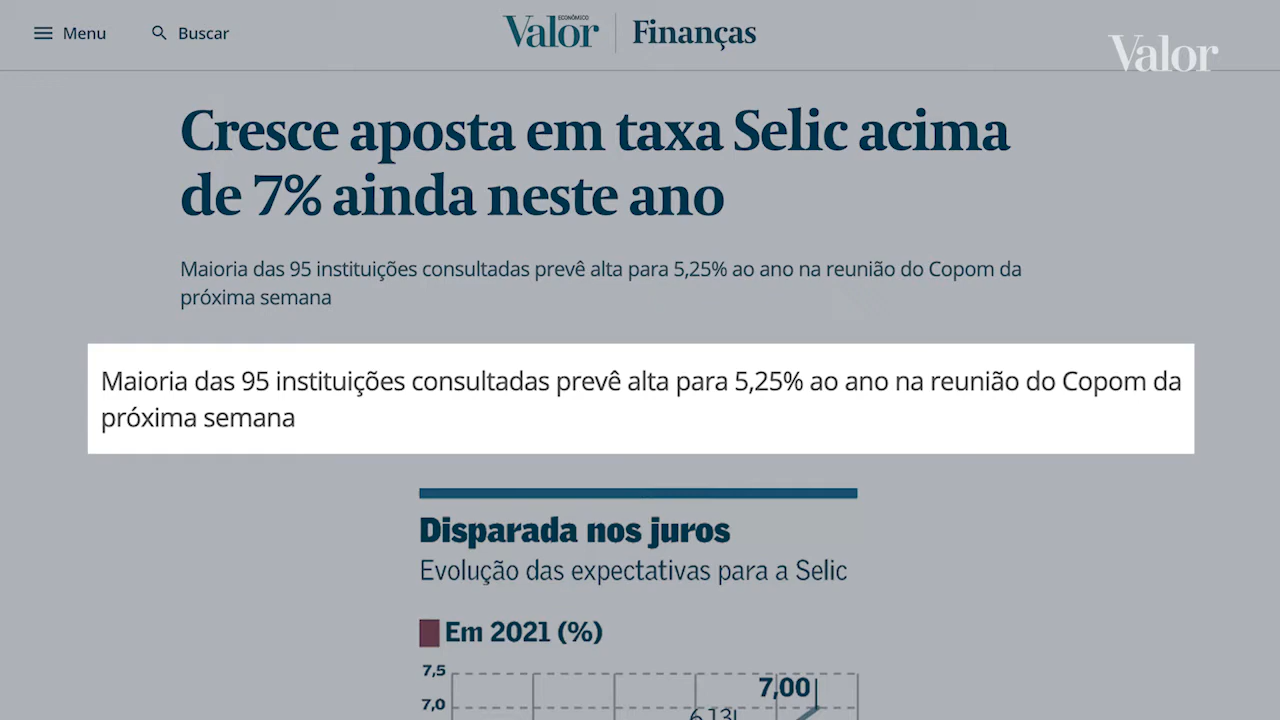 Menu
Buscar
Valor ECONÔMICO
Finanças
Valor
Cresce aposta em taxa Selic acima
de 7% ainda neste ano
Maioria das 95 instituições consultadas prevê alta para 5,25% ao ano na reunião do Copom da
próxima semana
Maioria das 95 instituições consultadas prevê alta para 5,25% ao ano na reunião do Copom da
próxima semana
Disparada nos juros
Evolução das expectativas para a Selic
Em 2021 (%)
7,5
7,00
7,0
6,13